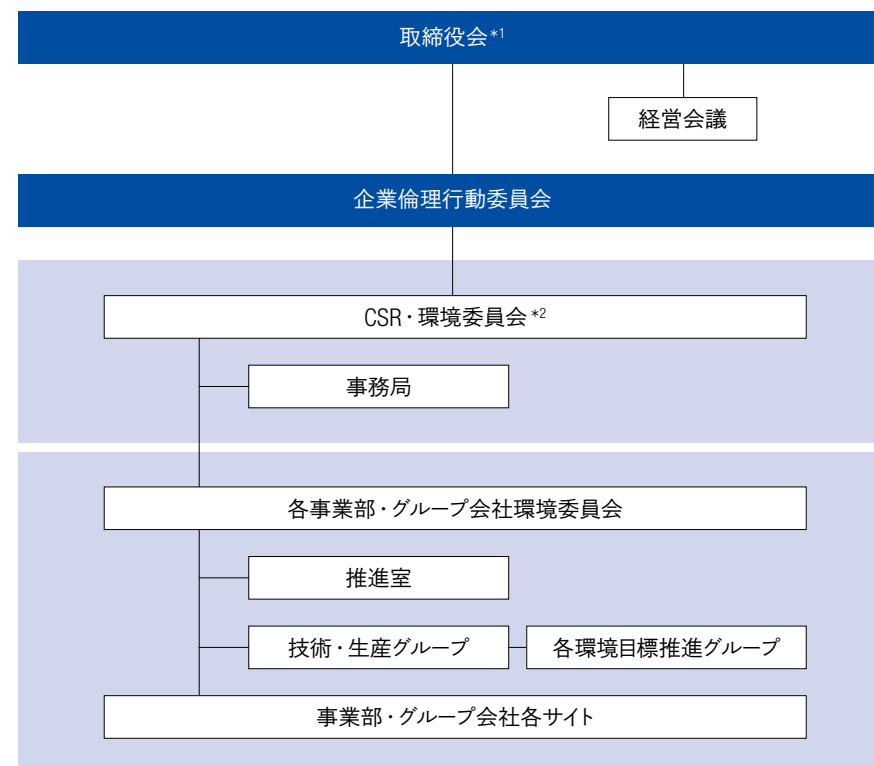 取締役会*1
経営会議
企業倫理行動委員会
CSR・環境委員会*2
事務局
各事業部・グループ会社環境委員会
推進室
技術・生産グループ
各環境目標推進グループ
事業部・グループ会社各サイト